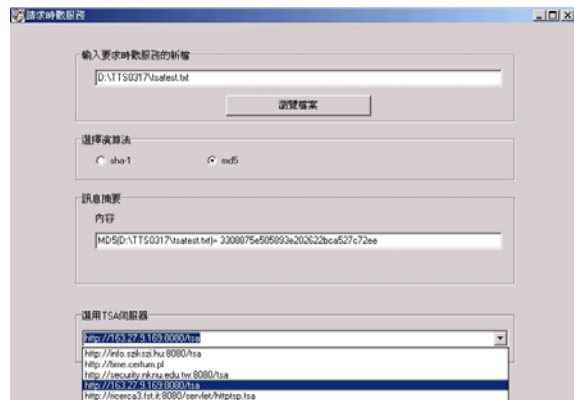 請求時戳服務
輸入要求時戳服務的新檔
D:\TTS0317\tsatest.txt
瀏覽檔案
選擇演算法
sha-1 md5
訊息摘要
內容
MD5(D:\TTS0317\tsatest.txt)= 3308875e505893e202622bca527c72ee
選用TSA伺服器
http://163.27.9.169:8080/tsa
http://info.szikszi.hu:8080/tsa
http://time.certum.pl
http://security.nknu.edu.tw:8080/tsa
http://163.27.9.169:8080/tsa
http://ricerca3.fst.it:8080/servlet/httptsp.tsa